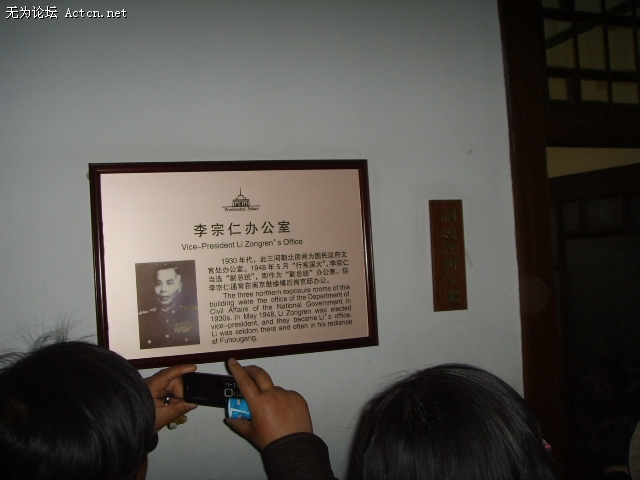 无为论坛 Actcn.net
Presidential Palace
李宗仁办公室
Vice-President Li Zongren's Office
1930年代，此三间朝北房间为国民政府文
官处办公室。1948年5月“行宪国大”，李宗仁
当选“副总统”，即作为“副总统”办公室。但
李宗仁通常在南京鼓楼傅后岗官邸办公。
The three northern exposure rooms of this
building were the office of the Department of
Civil Affairs of the National Government in
1930s. In May 1948, Li Zongren was elected
vice-president, and they became Li's office.
Li was seldom there and often in his redience
at Fuhougang.